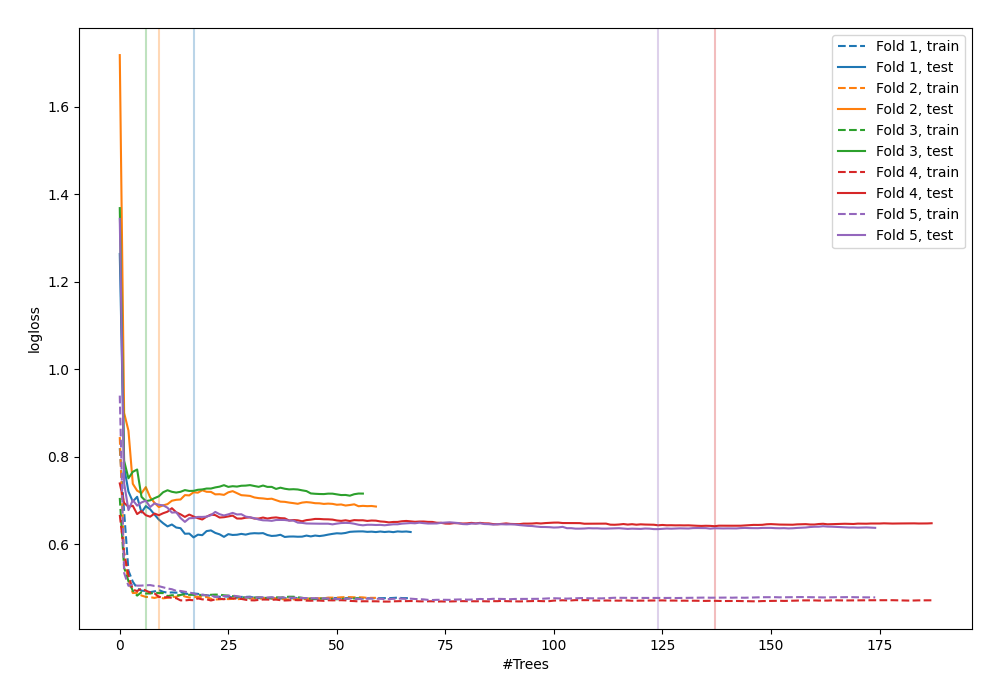 1.6
1.4
1.2
1.0
0.8
0.6
logloss
0
25
50
75
100
125
150
175
#Trees
Fold 1, train
Fold 1, test
Fold 2, train
Fold 2, test
Fold 3, train
Fold 3, test
Fold 4, train
Fold 4, test
Fold 5, train
Fold 5, test